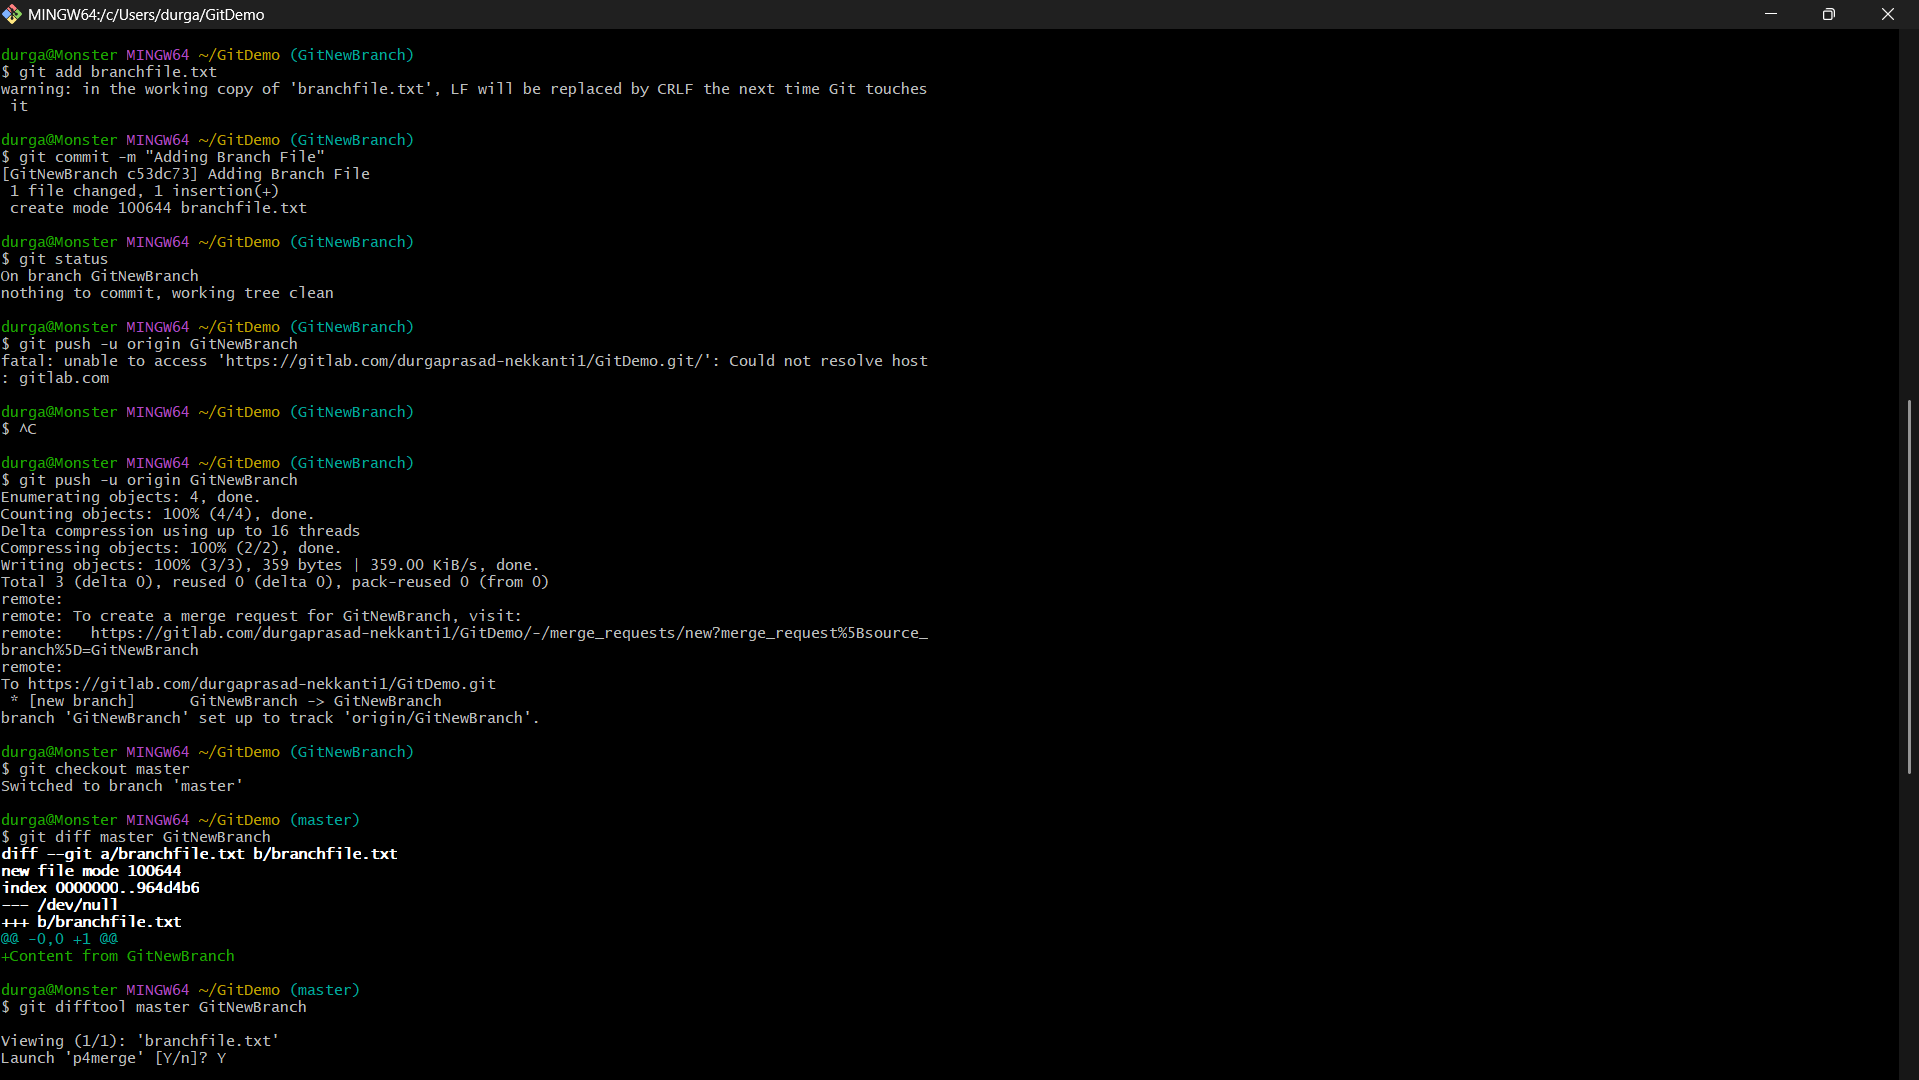 MINGW64:/c/Users/durga/GitDemo
durga@Monster MINGW64 ~/GitDemo (GitNewBranch)
$ git add branchfile.txt
warning: in the working copy of 'branchfile.txt', LF will be replaced by CRLF the next time Git touches
 it
durga@Monster MINGW64 ~/GitDemo (GitNewBranch)
$ git commit -m "Adding Branch File"
[GitNewBranch c53dc73] Adding Branch File
 1 file changed, 1 insertion(+)
 create mode 100644 branchfile.txt
durga@Monster MINGW64 ~/GitDemo (GitNewBranch)
$ git status
On branch GitNewBranch
nothing to commit, working tree clean
durga@Monster MINGW64 ~/GitDemo (GitNewBranch)
$ git push -u origin GitNewBranch
fatal: unable to access 'https://gitlab.com/durgaprasad-nekkanti1/GitDemo.git/': Could not resolve host
: gitlab.com
durga@Monster MINGW64 ~/GitDemo (GitNewBranch)
$ ^C
durga@Monster MINGW64 ~/GitDemo (GitNewBranch)
$ git push -u origin GitNewBranch
Enumerating objects: 4, done.
Counting objects: 100% (4/4), done.
Delta compression using up to 16 threads
Compressing objects: 100% (2/2), done.
Writing objects: 100% (3/3), 359 bytes | 359.00 KiB/s, done.
Total 3 (delta 0), reused 0 (delta 0), pack-reused 0 (from 0)
remote:
remote: To create a merge request for GitNewBranch, visit:
remote:   https://gitlab.com/durgaprasad-nekkanti1/GitDemo/-/merge_requests/new?merge_request%5Bsource_
branch%5D=GitNewBranch
remote:
To https://gitlab.com/durgaprasad-nekkanti1/GitDemo.git
 * [new branch]      GitNewBranch -> GitNewBranch
branch 'GitNewBranch' set up to track 'origin/GitNewBranch'.
durga@Monster MINGW64 ~/GitDemo (GitNewBranch)
$ git checkout master
Switched to branch 'master'
durga@Monster MINGW64 ~/GitDemo (master)
$ git diff master GitNewBranch
diff --git a/branchfile.txt b/branchfile.txt
new file mode 100644
index 0000000..964d4b6
--- /dev/null
+++ b/branchfile.txt
@@ -0,0 +1 @@
+Content from GitNewBranch
durga@Monster MINGW64 ~/GitDemo (master)
$ git difftool master GitNewBranch
Viewing (1/1): 'branchfile.txt'
Launch 'p4merge' [Y/n]? Y